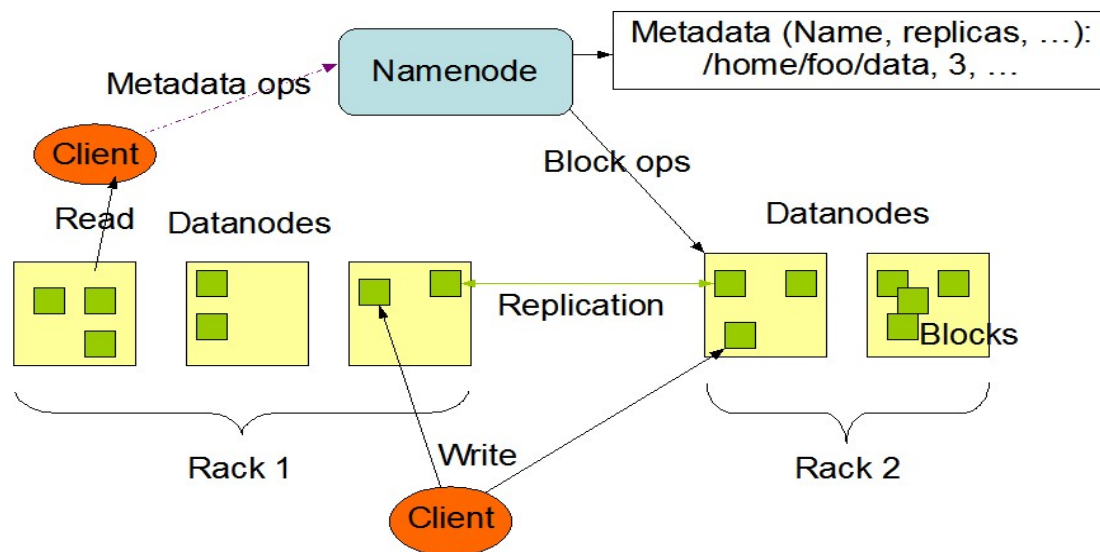 Metadata (Name, replicas, …):
/home/foo/data, 3, …
Namenode
Metadata ops
Client
Block ops
Read
Datanodes
Datanodes
Replication
Blocks
Rack 1
Write
Rack 2
Client